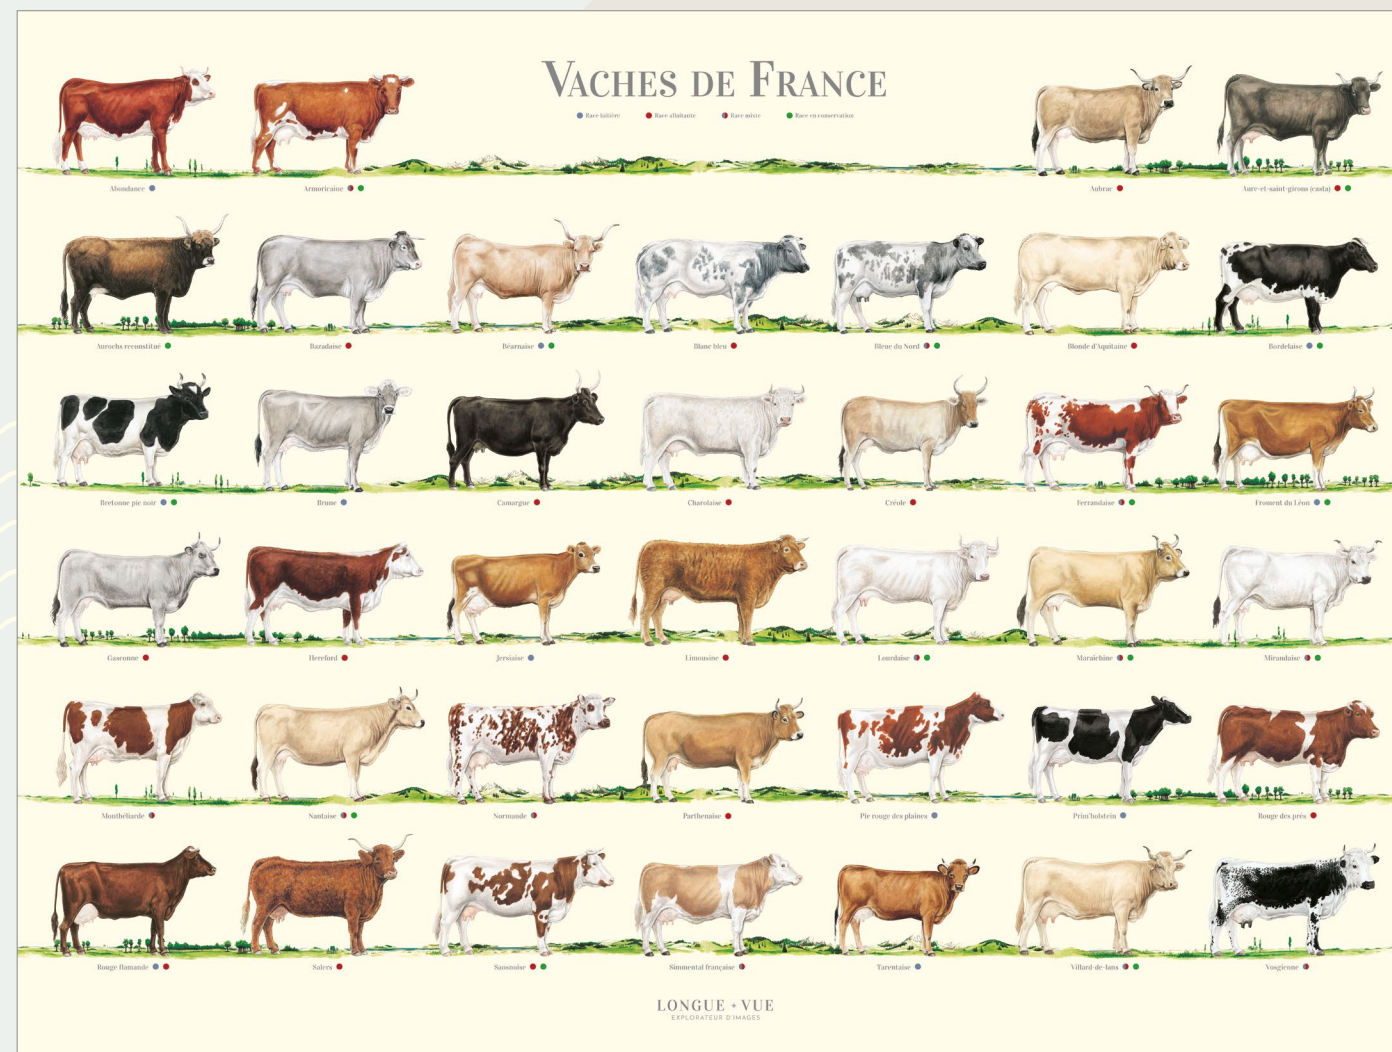 VACHES DE FRANCE
Race laitière Race allaitante Race mixte Race en conservation
Abondance Armoricaine Aubrac Aure-et-saint-girons (casta)
Aurochs reconstitué Bazadaise Béarnaise Blanc bleu Bleue du Nord Blonde d'Aquitaine Bordelaise
Bretonne pie noir Brune Camargue Charolaise Créole Ferrandaise Froment du Léon
Gasconne Hereford Jersiaise Limousine Lourdaise Maraîchine Mirandaise
Montbéliarde Nantaise Normande Parthenaise Pie rouge des plaines Prim'holstein Rouge des prés
Rouge flamande Salers Saosnoise Simmental française Tarentaise Villard-de-lans Vosgienne
LONGUE + VUE
EXPLORATEUR D'IMAGES